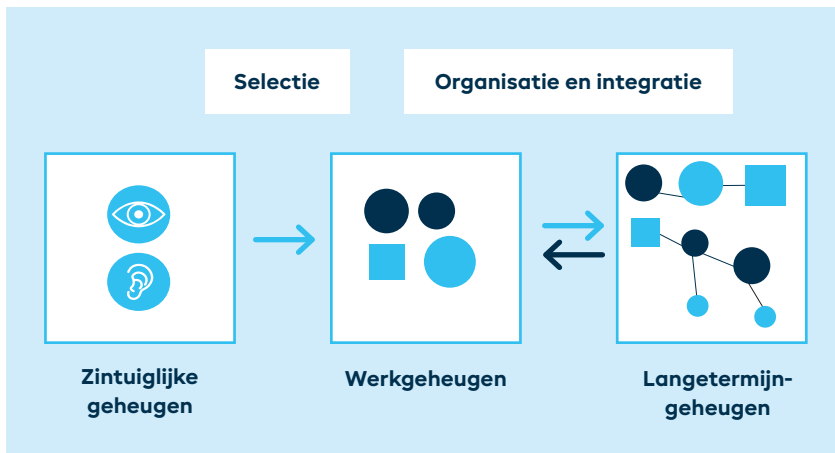 Selectie
Organisatie en integratie
Zintuiglijke
geheugen
Werkgeheugen
Langetermijn-
geheugen